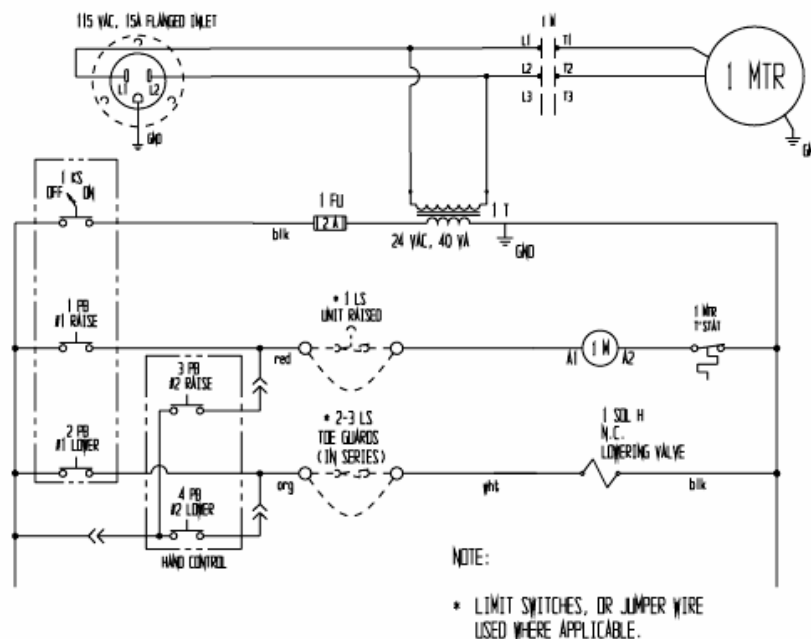 115 VAC, 15A FLANGED INLET
1 M
L1
T1
L2
T2
L3
T3
1 MTR
L1
L2
GND
1 KS
OFF
ON
1 FU
2 A
blk
1 T
24 VAC, 40 VA
GND
1 PB
#1 RAISE
* 1 LS
LIMIT RAISED
red
1 M
A1
A2
1 MTR
T'STAT
3 PB
#2 RAISE
2 PB
#1 LOWER
* 2-3 LS
TOE GUARDS
(IN SERIES)
org
wht
1 SOL H
N.C.
LOWERING VALVE
blk
4 PB
#2 LOWER
HAND CONTROL
NOTE:
* LIMIT SWITCHES, OR JUMPER WIRE
USED WHERE APPLICABLE.